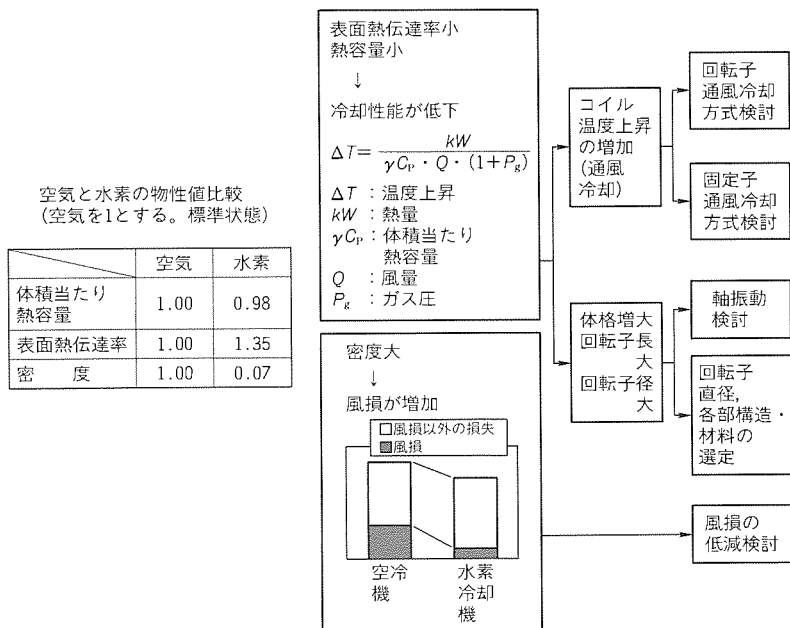 空気と水素の物性値比較
(空気を1とする。標準状態)
空気 水素
体積当たり
熱容量 1.00 0.98
表面熱伝達率 1.00 1.35
密 度 1.00 0.07
表面熱伝達率小
熱容量小
↓
冷却性能が低下
ΔT= kW / γCP・Q・(1+Pg)
ΔT : 温度上昇
kW : 熱量
γCP : 体積当たり
熱容量
Q : 風量
Pg : ガス圧
密度大
↓
風損が増加
□風損以外の損失
■風損
空冷
機
水素
冷却
機
コイル
温度上昇
の増加
(通風
冷却)
体格増大
回転子長
大
回転子径
大
回転子
通風冷却
方式検討
固定子
通風冷却
方式検討
軸振動
検討
回転子
直径,
各部構造・
材料の
選定
風損の
低減検討